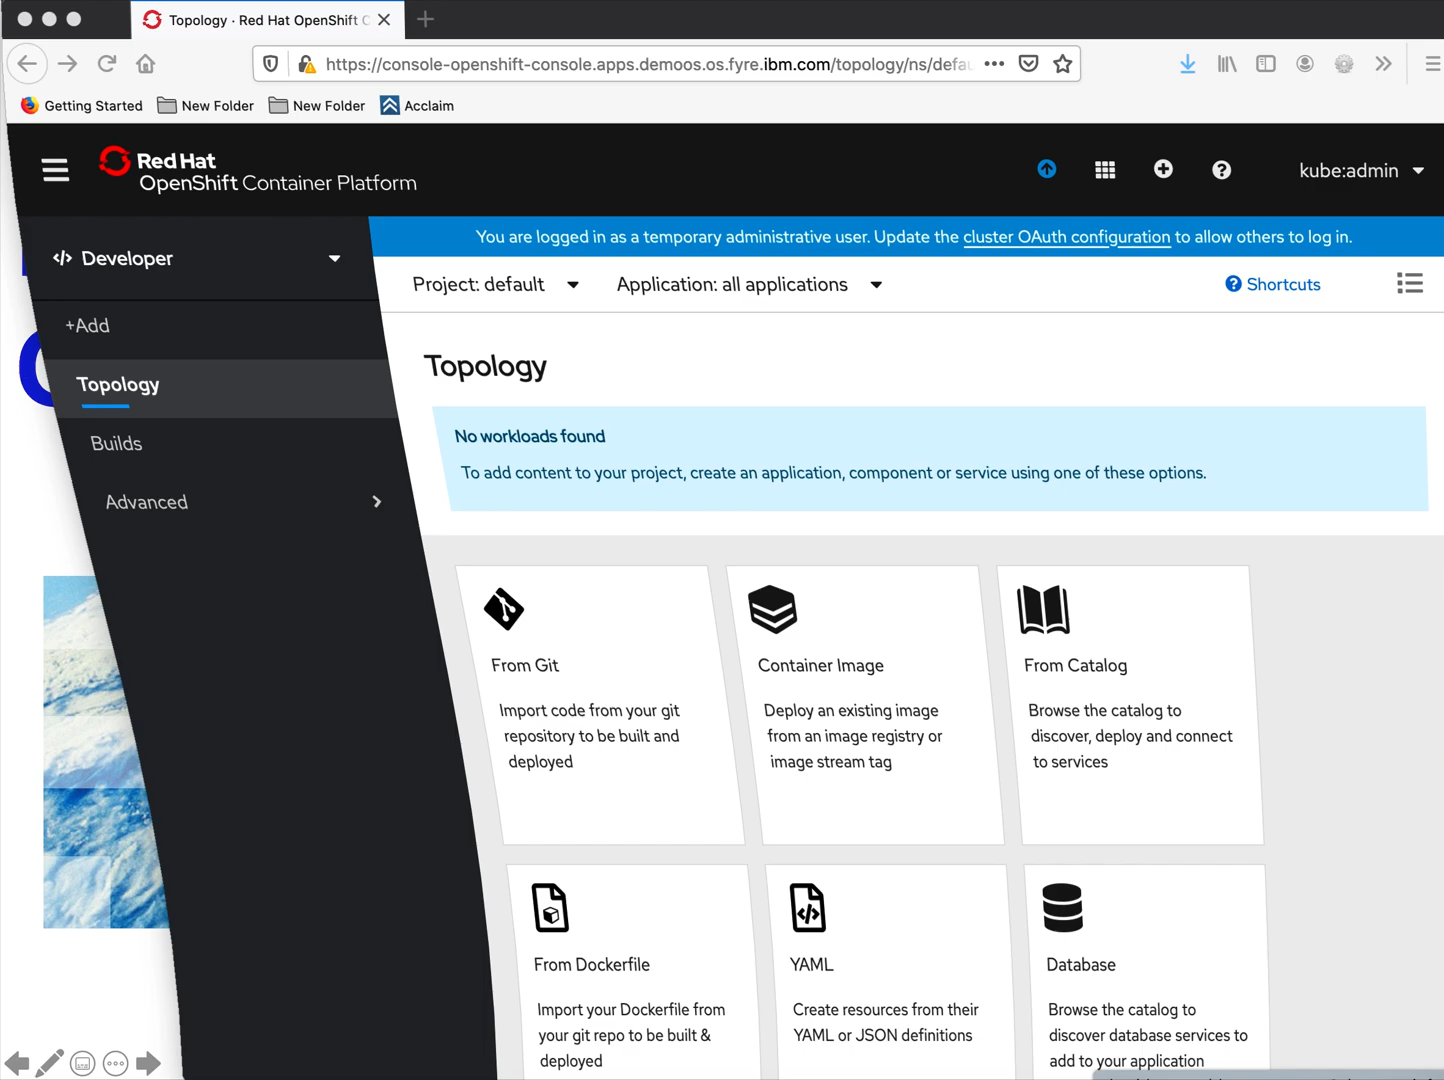 Topology · Red Hat OpenShift C
https://console-openshift-console.apps.demoos.os.fyre.ibm.com/topology/ns/defau
Getting Started New Folder New Folder Acclaim
Red Hat
OpenShift Container Platform
kube:admin
You are logged in as a temporary administrative user. Update the cluster OAuth configuration to allow others to log in.
Developer
Project: default Application: all applications Shortcuts
+Add
Topology
Builds
Advanced
Topology
No workloads found
To add content to your project, create an application, component or service using one of these options.
From Git
Import code from your git
repository to be built and
deployed
Container Image
Deploy an existing image
from an image registry or
image stream tag
From Catalog
Browse the catalog to
discover, deploy and connect
to services
From Dockerfile
Import your Dockerfile from
your git repo to be built &
deployed
YAML
Create resources from their
YAML or JSON definitions
Database
Browse the catalog to
discover database services to
add to your application